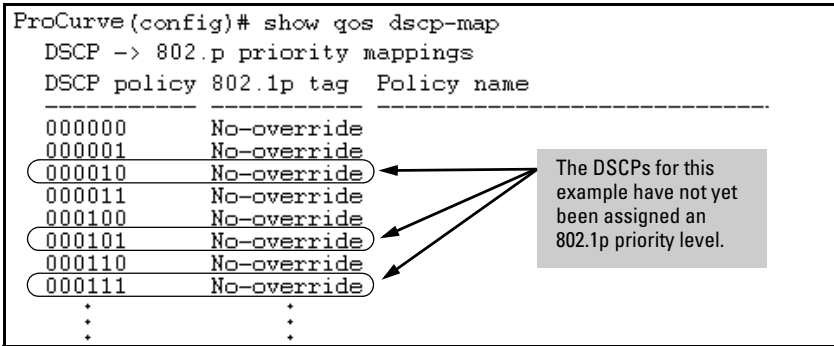 ProCurve(config)# show qos dscp-map
DSCP -> 802.p priority mappings
DSCP policy 802.1p tag Policy name
------------ ------------ -------------------------------
000000 No-override
000001 No-override
000010 No-override
000011 No-override
000100 No-override
000101 No-override
000110 No-override
000111 No-override
The DSCPs for this
example have not yet
been assigned an
802.1p priority level.